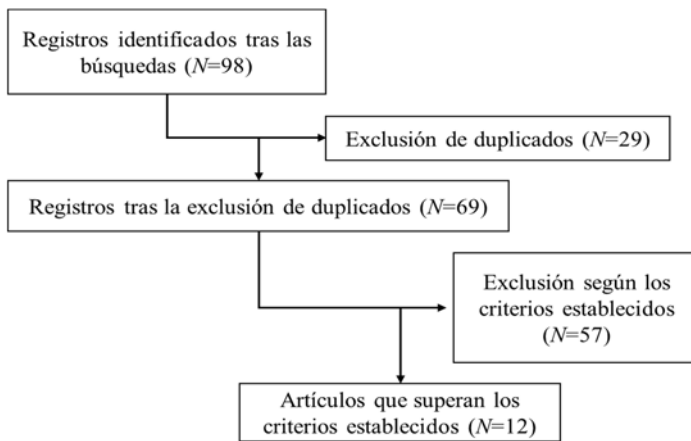 Registros identificados tras las
búsquedas (N=98)
Exclusión de duplicados (N=29)
Registros tras la exclusión de duplicados (N=69)
Exclusión según los
criterios establecidos
(N=57)
Artículos que superan los
criterios establecidos (N=12)